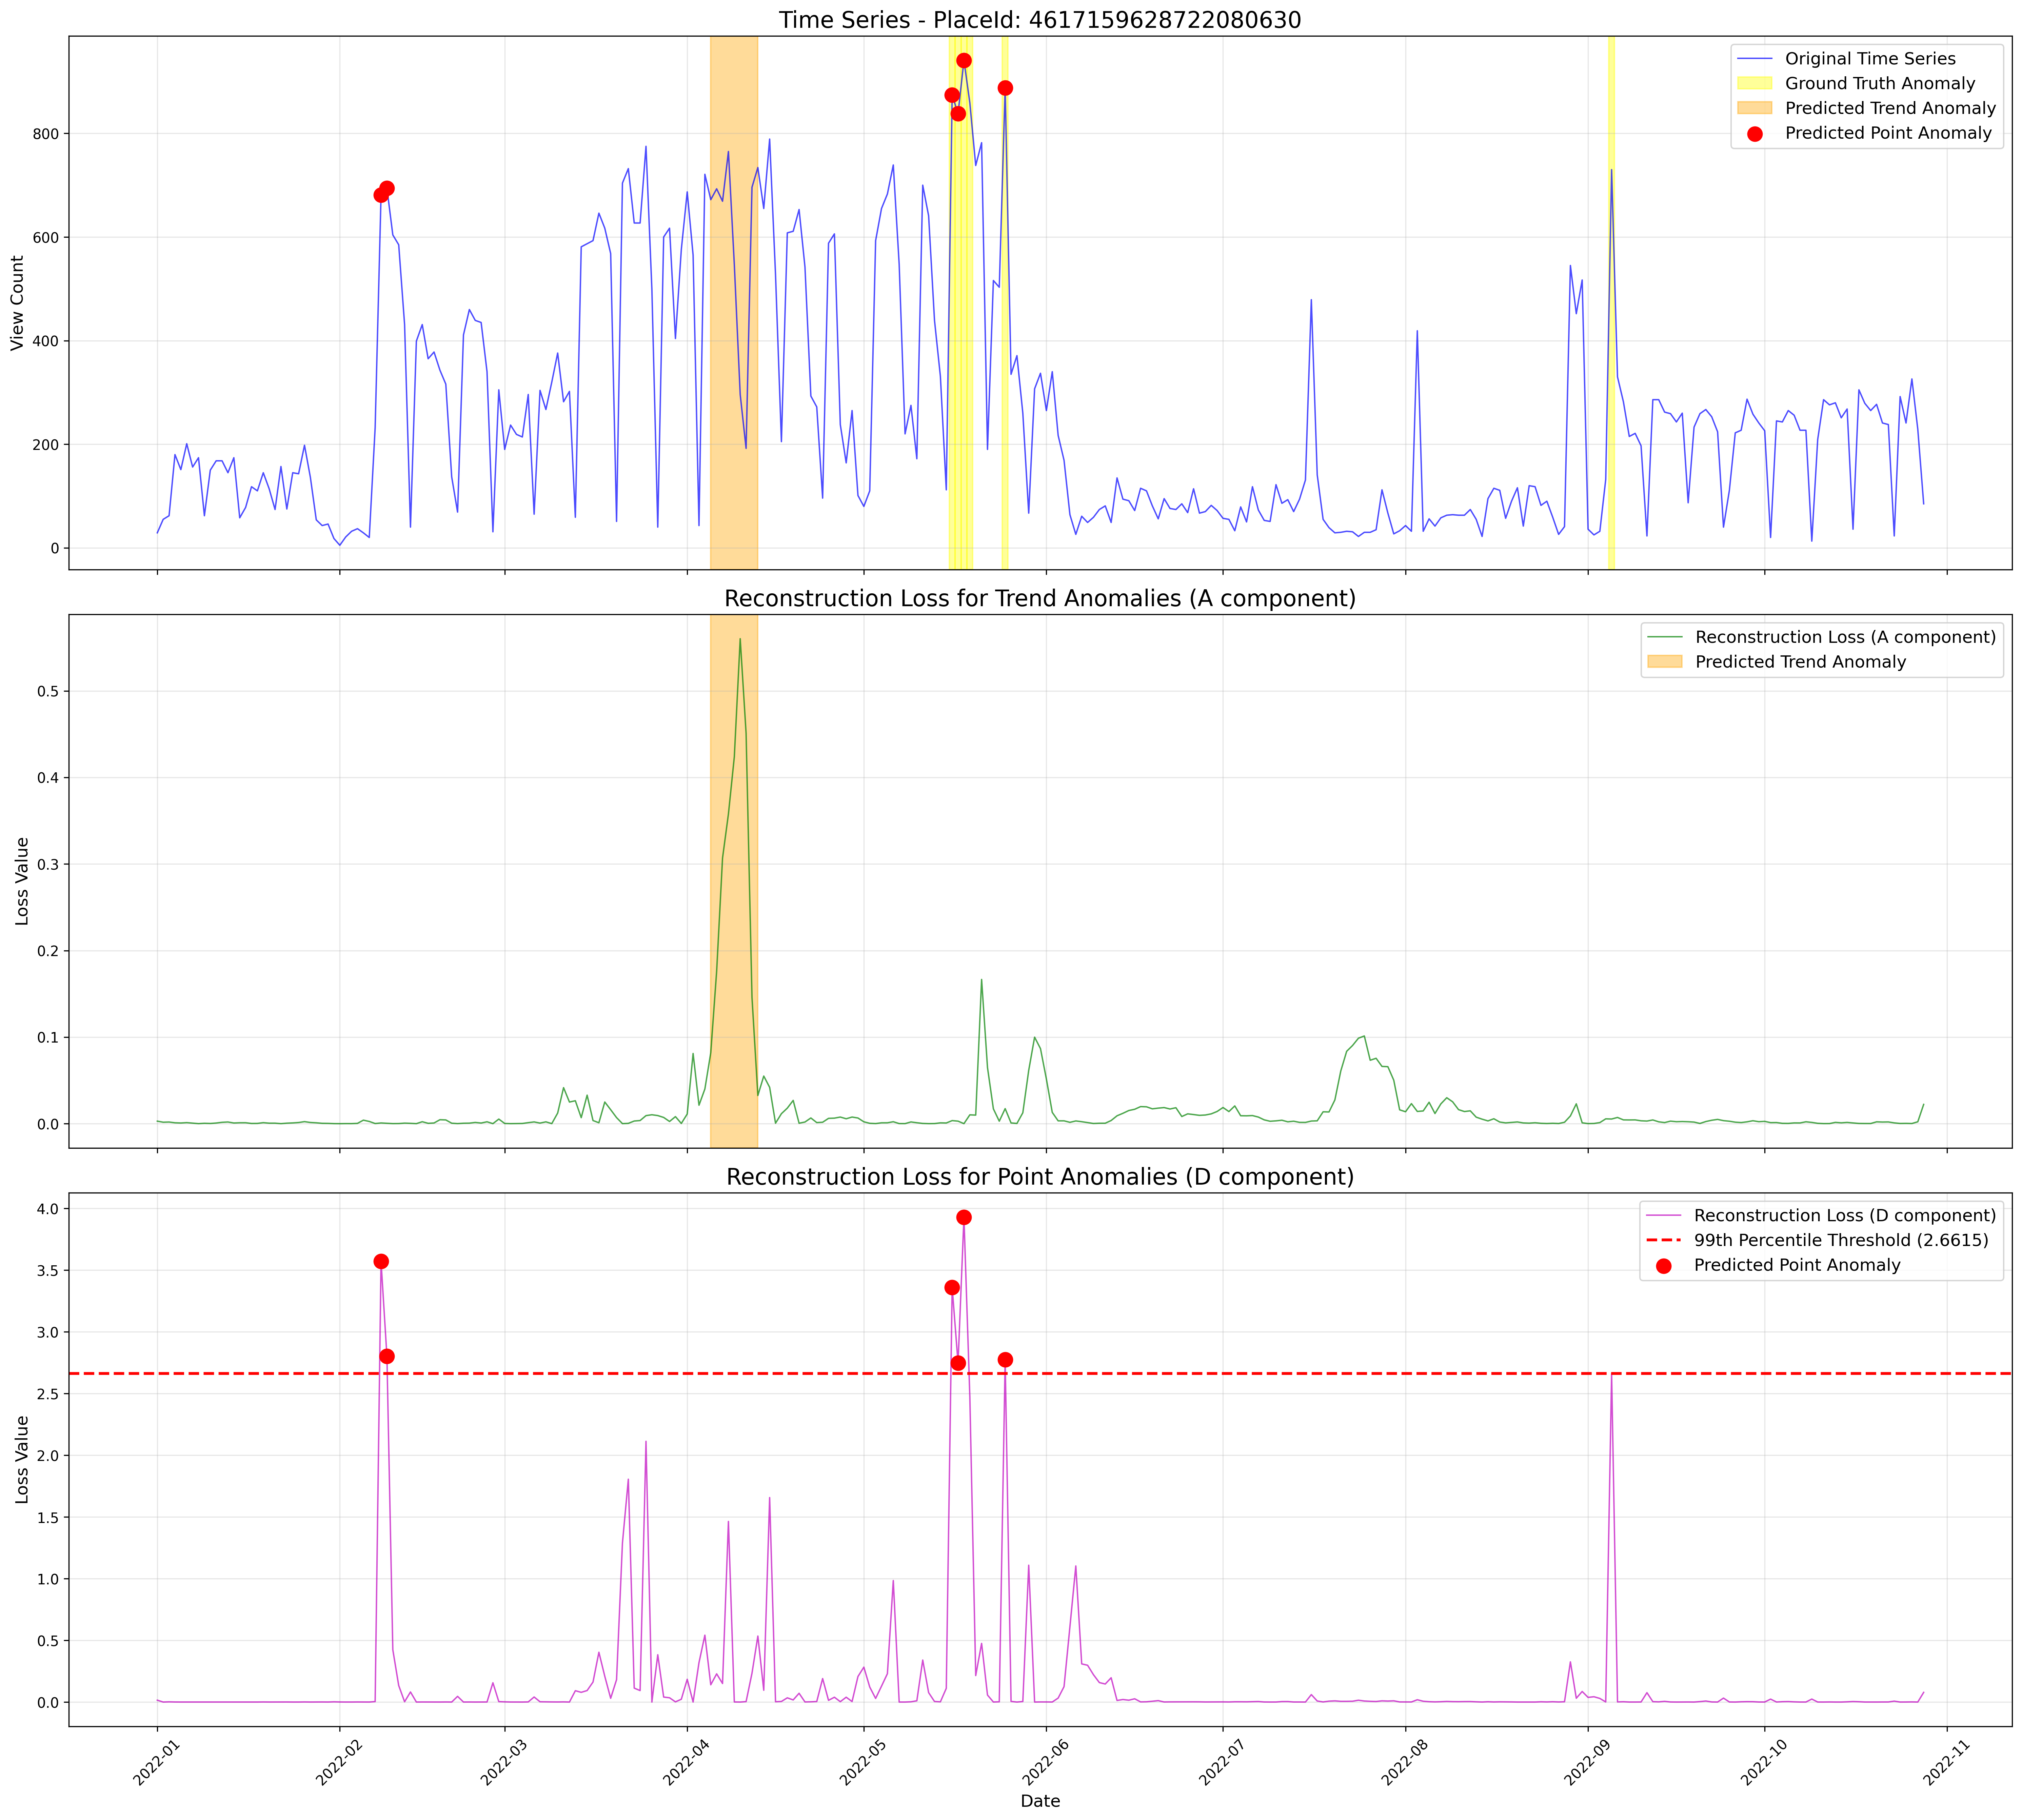 Time Series - PlaceId: 4617159628722080630
Original Time Series
Ground Truth Anomaly
Predicted Trend Anomaly
Predicted Point Anomaly
View Count
800
600
400
200
0
Reconstruction Loss for Trend Anomalies (A component)
Reconstruction Loss (A component)
Predicted Trend Anomaly
Loss Value
0.5
0.4
0.3
0.2
0.1
0.0
Reconstruction Loss for Point Anomalies (D component)
Reconstruction Loss (D component)
99th Percentile Threshold (2.6615)
Predicted Point Anomaly
Loss Value
4.0
3.5
3.0
2.5
2.0
1.5
1.0
0.5
0.0
2022-01
2022-02
2022-03
2022-04
2022-05
2022-06
2022-07
2022-08
2022-09
2022-10
2022-11
Date